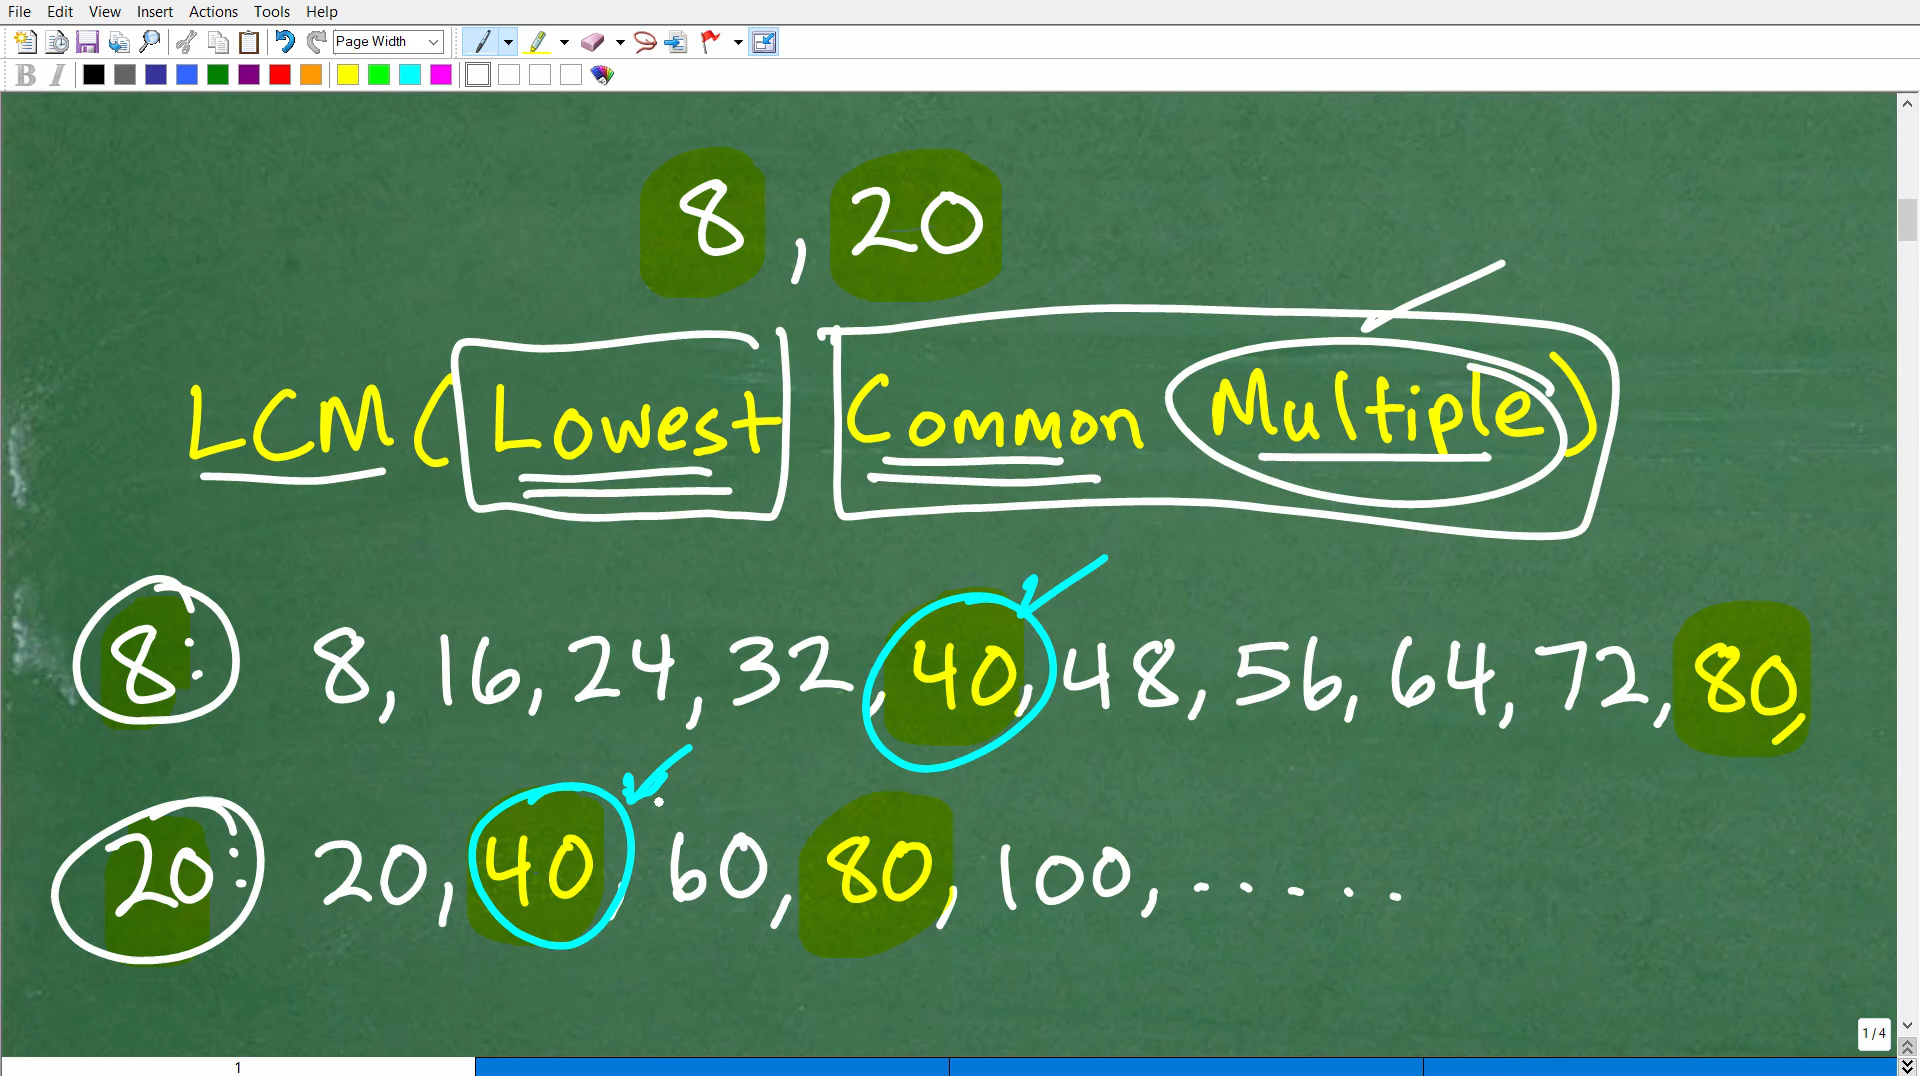 File Edit View Insert Actions Tools Help
Page Width
B I
8, 20
LCM (Lowest Common Multiple)
8: 8, 16, 24, 32, 40, 48, 56, 64, 72, 80,
20: 20, 40, 60, 80, 100, .....
1 / 4
1